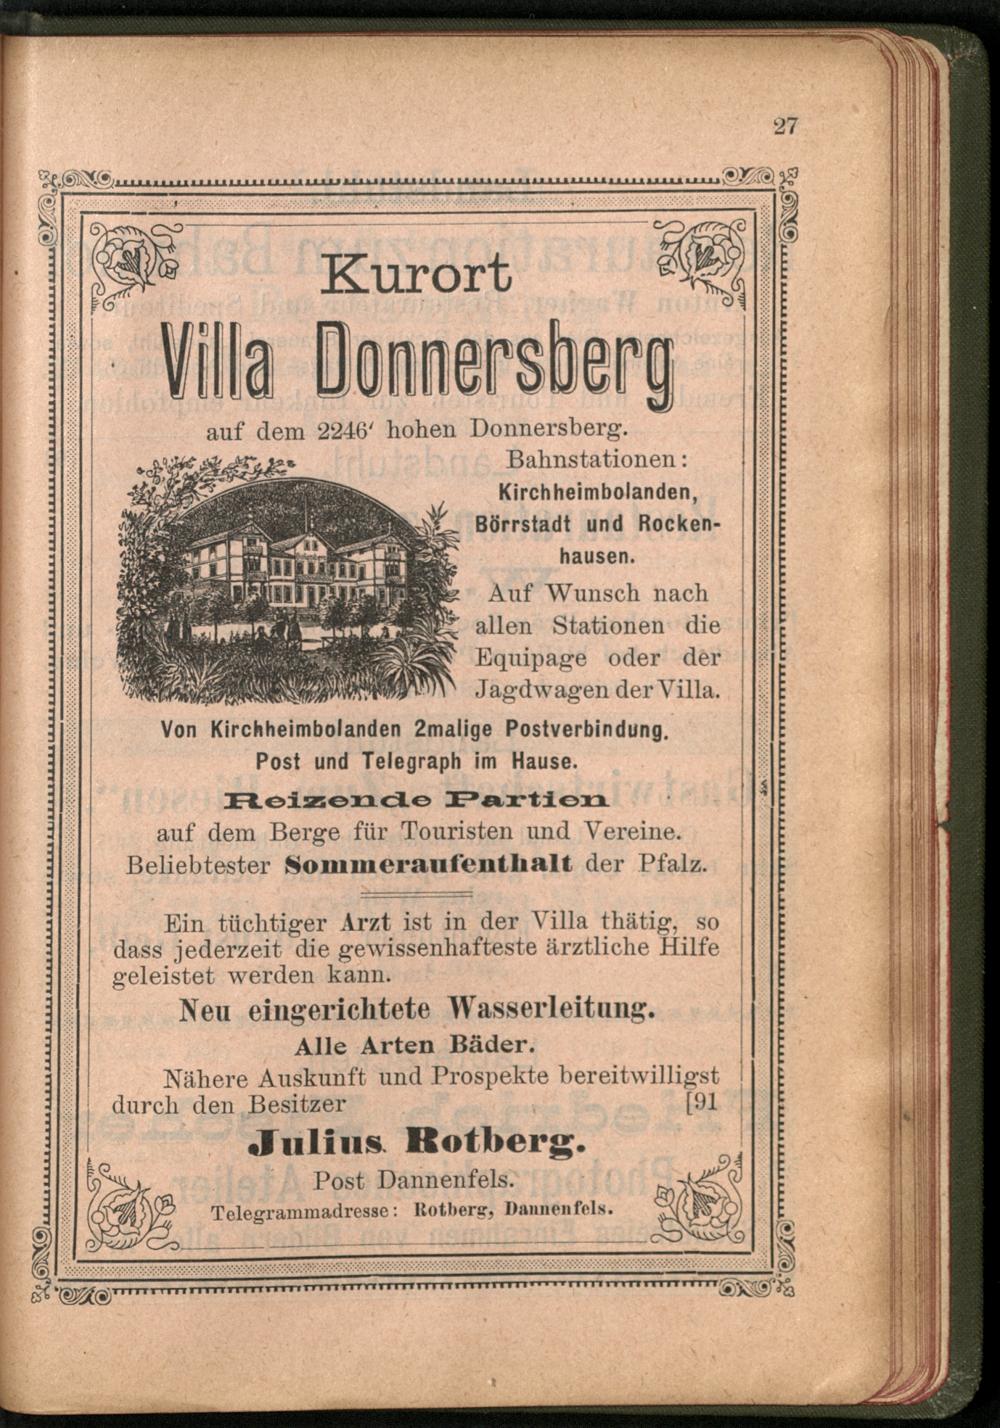 27
Kurort
Villa Donnersberg
auf dem 2246' hohen Donnersberg.
Bahnstationen:
Kirchheimbolanden,
Börrstadt und Rocken-
hausen.
Auf Wunsch nach
allen Stationen die
Equipage oder der
Jagdwagen der Villa.
Von Kirchheimbolanden 2malige Postverbindung.
Post und Telegraph im Hause.
Reizende Partien
auf dem Berge für Touristen und Vereine.
Beliebtester Sommeraufenthalt der Pfalz.
Ein tüchtiger Arzt ist in der Villa thätig, so
dass jederzeit die gewissenhafteste ärztliche Hilfe
geleistet werden kann.
Neu eingerichtete Wasserleitung.
Alle Arten Bäder.
Nähere Auskunft und Prospekte bereitwilligst
durch den Besitzer [91
Julius Rotberg.
Post Dannenfels.
Telegrammadresse: Rotberg, Dannenfels.